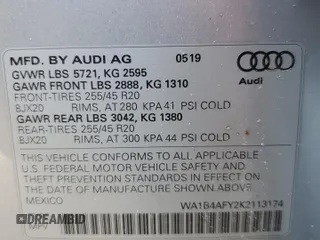 MFD. BY AUDI AG 0519
GVWR LBS 5721, KG 2595
GAWR FRONT LBS 2888, KG 1310
FRONT-TIRES 255/45 R20
8JX20 RIMS, AT 280 KPA 41 PSI COLD
GAWR REAR LBS 3042, KG 1380
REAR-TIRES 255/45 R20
8JX20 RIMS, AT 300 KPA 44 PSI COLD
Audi
THIS VEHICLE CONFORMS TO ALL APPLICABLE
U.S. FEDERAL MOTOR VEHICLE SAFETY AND
THEFT PREVENTION STANDARDS IN EFFECT ON THE
DATE OF MANUFACTURE SHOWN ABOVE.
MEXICO WA1B4AFY2K2113174
MPV
DREAMBID